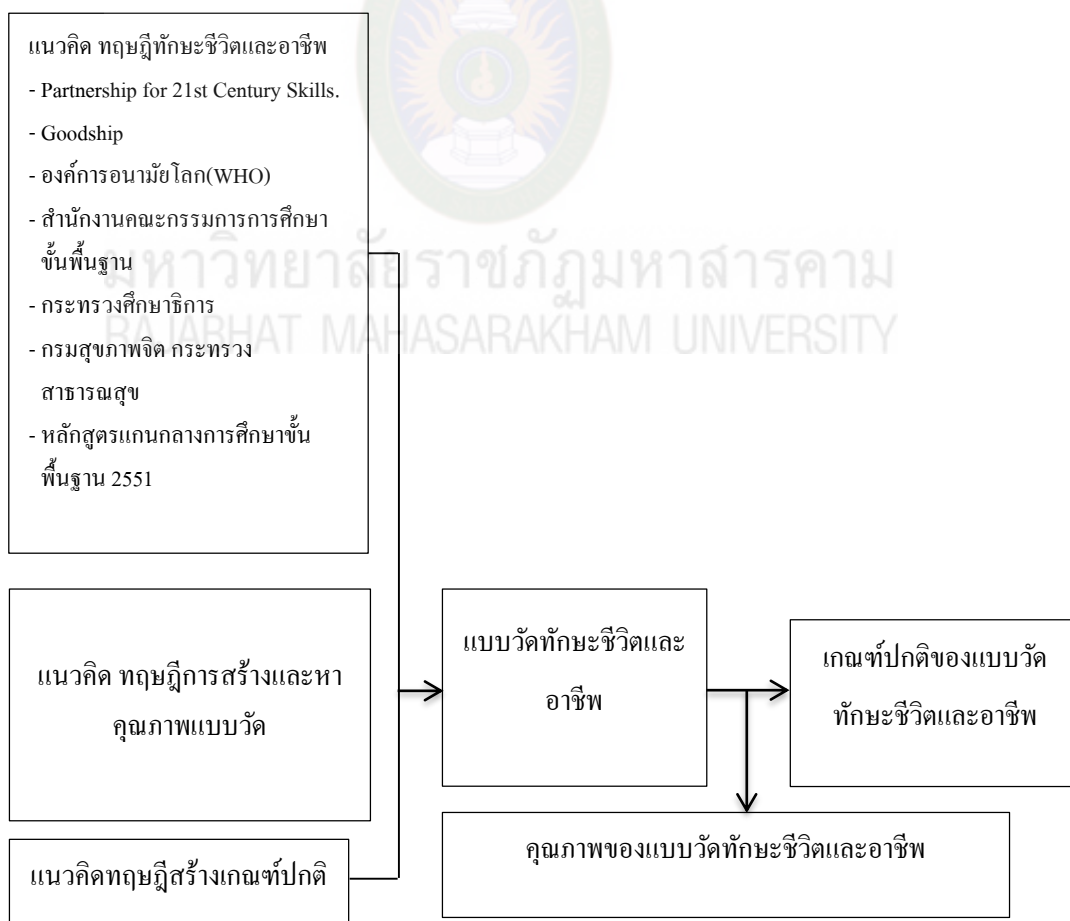 แนวคิด ทฤษฎีทักษะชีวิตและอาชีพ
- Partnership for 21st Century Skills.
- Goodship
- องค์การอนามัยโลก(WHO)
- สำนักงานคณะกรรมการการศึกษา
ขั้นพื้นฐาน
- กระทรวงศึกษาธิการ
- กรมสุขภาพจิต กระทรวง
สาธารณสุข
- หลักสูตรแกนกลางการศึกษาขั้น
พื้นฐาน 2551
มหาวิทยาลัยราชภัฏมหาสารคาม
RAJABHAT MAHASARAKHAM UNIVERSITY
แนวคิด ทฤษฎีการสร้างและหา
คุณภาพแบบวัด
แบบวัดทักษะชีวิตและ
อาชีพ
เกณฑ์ปกติของแบบวัด
ทักษะชีวิตและอาชีพ
แนวคิดทฤษฎีสร้างเกณฑ์ปกติ
คุณภาพของแบบวัดทักษะชีวิตและอาชีพ